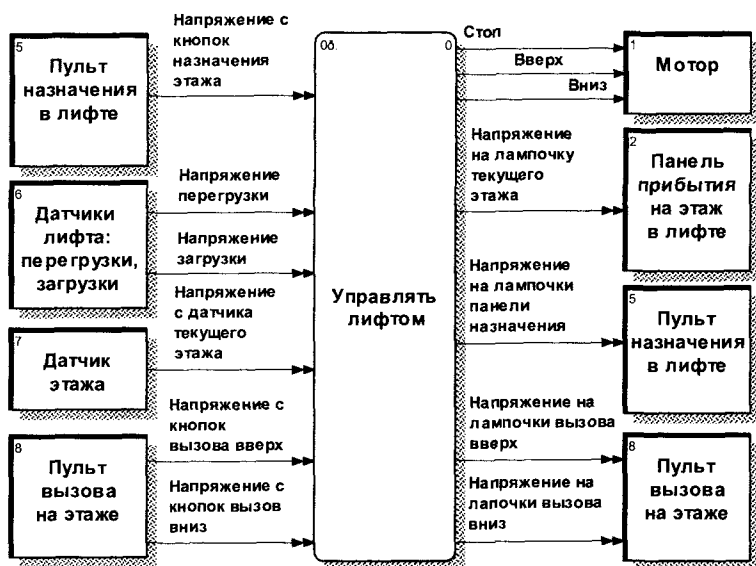 5
Пульт
назначения
в лифте
Напряжение с
кнопок
назначения
этажа
6
Датчики
лифта:
перегрузки,
загрузки
Напряжение
перегрузки
Напряжение
загрузки
7
Датчик
этажа
Напряжение
с датчика
текущего
этажа
8
Пульт
вызова
на этаже
Напряжение с
кнопок
вызова вверх
Напряжение с
кнопок вызов
вниз
0δ.
0
Управлять
лифтом
Стоп
Вверх
Вниз
1
Мотор
Напряжение
на лампочку
текущего
этажа
2
Панель
прибытия
на этаж
в лифте
Напряжение
на лампочки
панели
назначения
5
Пульт
назначения
в лифте
Напряжение на
лампочки вызова
вверх
Напряжение на
лапочки вызова
вниз
8
Пульт
вызова
на этаже